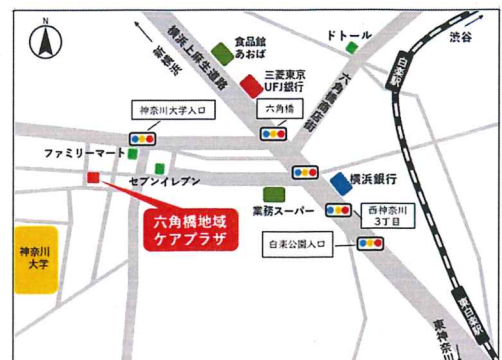 N
新横浜
横浜上麻生道路
食品館
あおば
三菱東京
UFJ銀行
ドトール
六角橋商店街
渋谷
白楽駅
神奈川大学入口
六角橋
ファミリーマート
セブンイレブン
横浜銀行
業務スーパー
西神奈川
3丁目
六角橋地域
ケアプラザ
白楽公園入口
神奈川
大学
東白楽駅
東神奈川